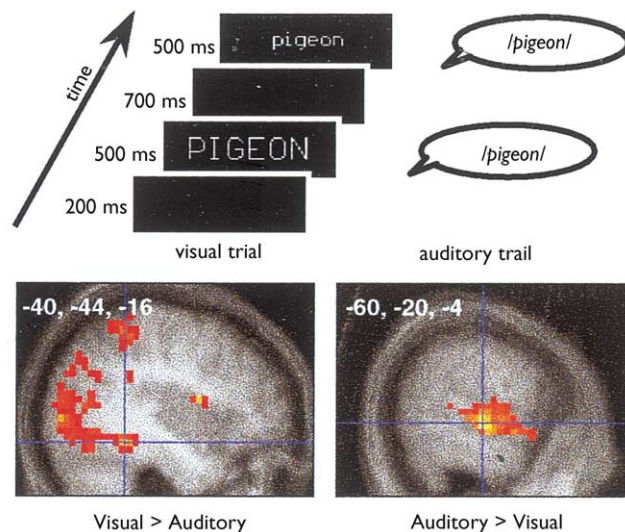 500 ms
pigeon
/pigeon/
time
700 ms
500 ms
PIGEON
/pigeon/
200 ms
visual trial
auditory trail
-40, -44, -16
-60, -20, -4
Visual > Auditory
Auditory > Visual